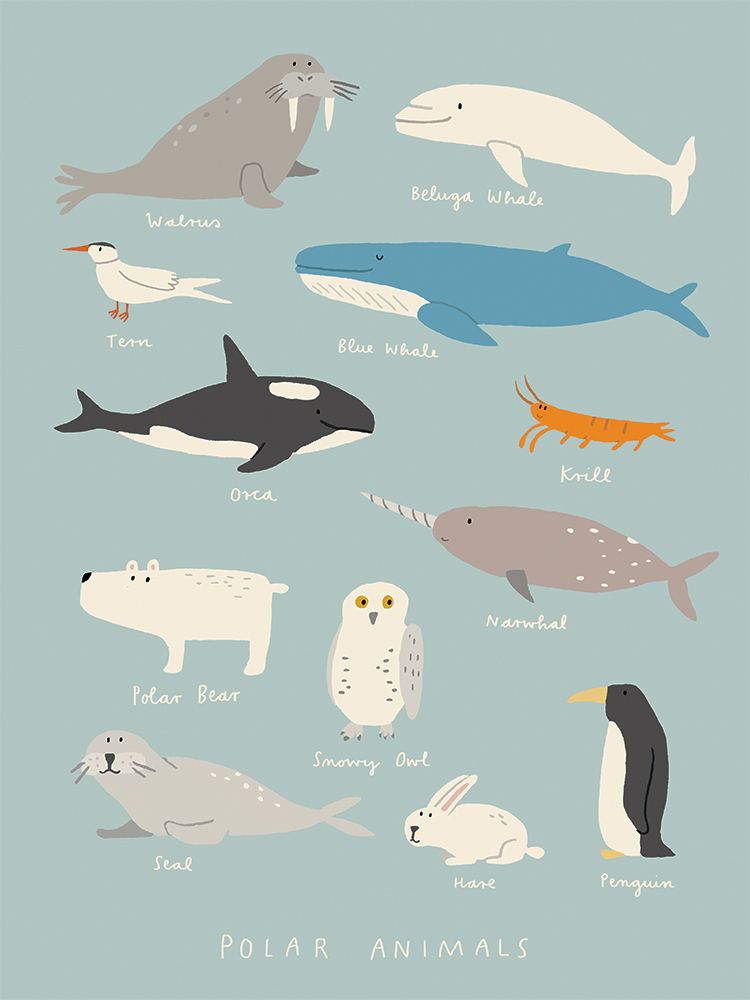 Walrus
Beluga Whale
Tern
Blue Whale
Orca
Krill
Narwhal
Polar Bear
Snowy Owl
Seal
Hare
Penguin
POLAR ANIMALS